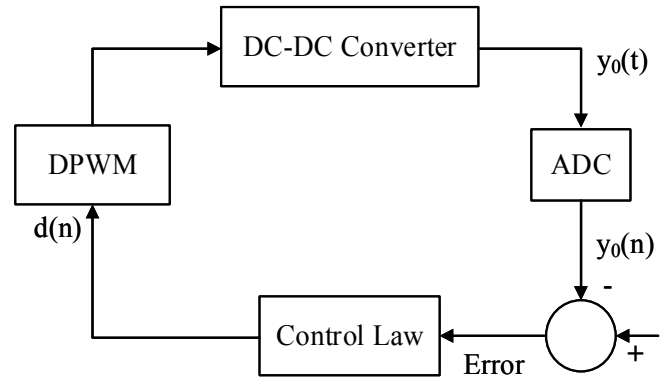 DC-DC Converter
y₀(t)
DPWM
ADC
d(n)
y₀(n)
-
Control Law
Error
+